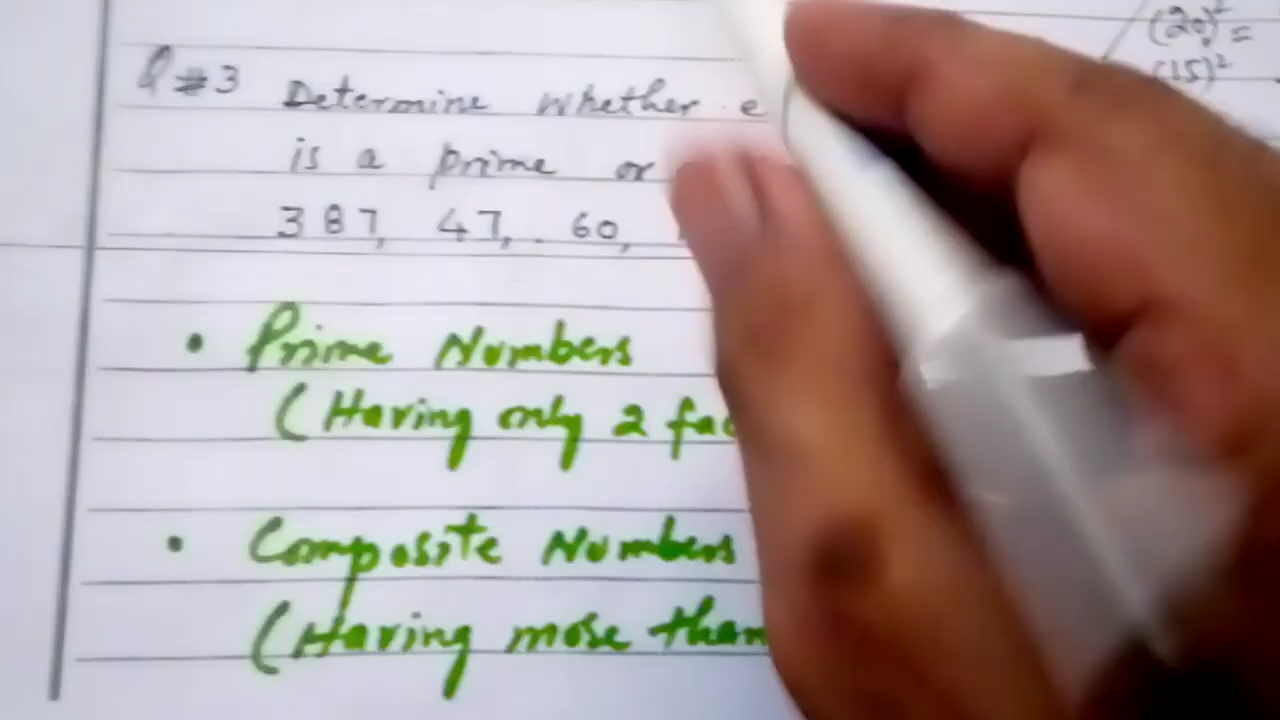 (20)² =
(15)²
Q #3 Determine whether
is a prime or
387, 47, 60,
• Prime Numbers
(Having only 2
• Composite Numbers
(Having more than